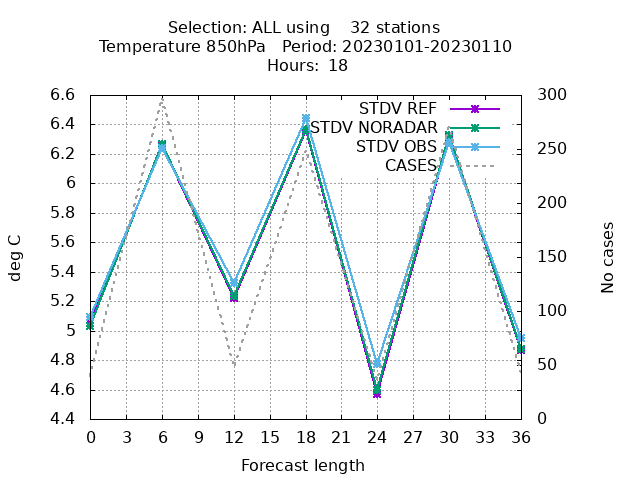 Selection: ALL using    32 stations
Temperature 850hPa   Period: 20230101-20230110
Hours: 18
STDV REF
STDV NORADAR
STDV OBS
CASES
deg C
6.6
6.4
6.2
6
5.8
5.6
5.4
5.2
5
4.8
4.6
4.4
300
250
200
150
100
50
0
No cases
0 3 6 9 12 15 18 21 24 27 30 33 36
Forecast length